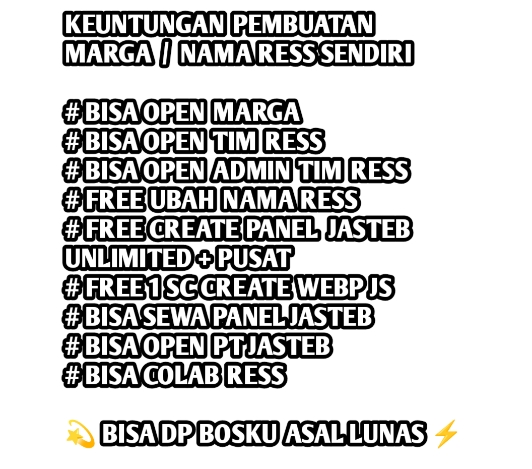 KEUNTUNGAN PEMBUATAN
MARGA / NAMA RESS SENDIRI
# BISA OPEN MARGA
# BISA OPEN TIM RESS
# BISA OPEN ADMIN TIM RESS
# FREE UBAH NAMA RESS
# FREE CREATE PANEL JASTEB
UNLIMITED + PUSAT
# FREE 1 SC CREATE WEBP JS
# BISA SEWA PANEL JASTEB
# BISA OPEN PT JASTEB
# BISA COLAB RESS
💫 BISA DP BOSKU ASAL LUNAS ⚡